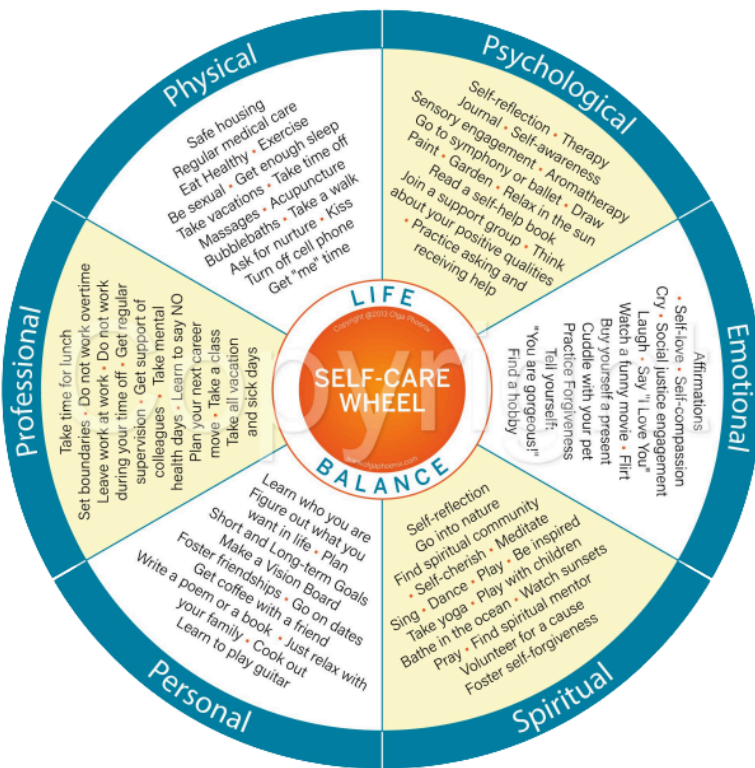 Physical
Safe housing
Regular medical care
Eat Healthy • Exercise
Be sexual • Get enough sleep
Take vacations • Take time off
Massages • Acupuncture
Bubblebaths • Take a walk
Ask for nurture • Kiss
Turn off cell phone
Get "me" time
Psychological
Self-reflection • Therapy
Journal • Self-awareness
Sensory engagement • Aromatherapy
Go to symphony or ballet • Draw
Paint • Garden • Relax in the sun
Read a self-help book
Join a support group • Think
about your positive qualities
• Practice asking and
receiving help
Emotional
Affirmations
• Self-love • Self-compassion
Cry • Social justice engagement
Laugh • Say "I Love You"
Watch a funny movie • Flirt
Buy yourself a present
Cuddle with your pet
Practice Forgiveness
Tell yourself:
"You are gorgeous!"
Find a hobby
Spiritual
Self-reflection
Go into nature
Find spiritual community
• Self-cherish • Meditate
Sing • Dance • Play • Be inspired
Take yoga • Play with children
Bathe in the ocean • Watch sunsets
Pray • Find spiritual mentor
Volunteer for a cause
Foster self-forgiveness
Personal
Learn who you are
Figure out what you
want in life • Plan
Short and Long-term Goals
Make a Vision Board
Foster friendships • Go on dates
Get coffee with a friend
Write a poem or a book • Just relax with
your family • Cook out
Learn to play guitar
Professional
Take time for lunch
Set boundaries • Do not work overtime
Leave work at work • Do not work
during your time off • Get regular
supervision • Get support of
colleagues • Take mental
health days • Learn to say NO
Plan your next career
move • Take a class
Take all vacation
and sick days
LIFE
Copyright @2013 Olga Phoenix
SELF-CARE
WHEEL
www.olgaphoenix.com
BALANCE
Copyright